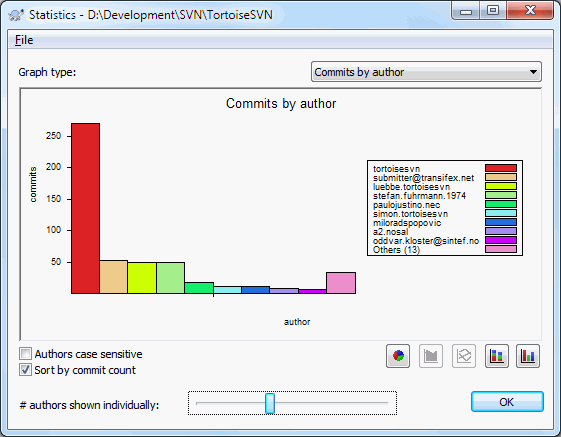 Statistics - D:\Development\SVN\TortoiseSVN
File
Graph type:
Commits by author
Commits by author
250
200
150
100
50
commits
author
tortoisesvn
submitter@transifex.net
luebbe.tortoisesvn
stefan.fuhrmann.1974
paulojustino.nec
simon.tortoisesvn
miloradspopovic
a2.nosal
oddvar.kloster@sintef.no
Others (13)
Authors case sensitive
Sort by commit count
# authors shown individually:
OK